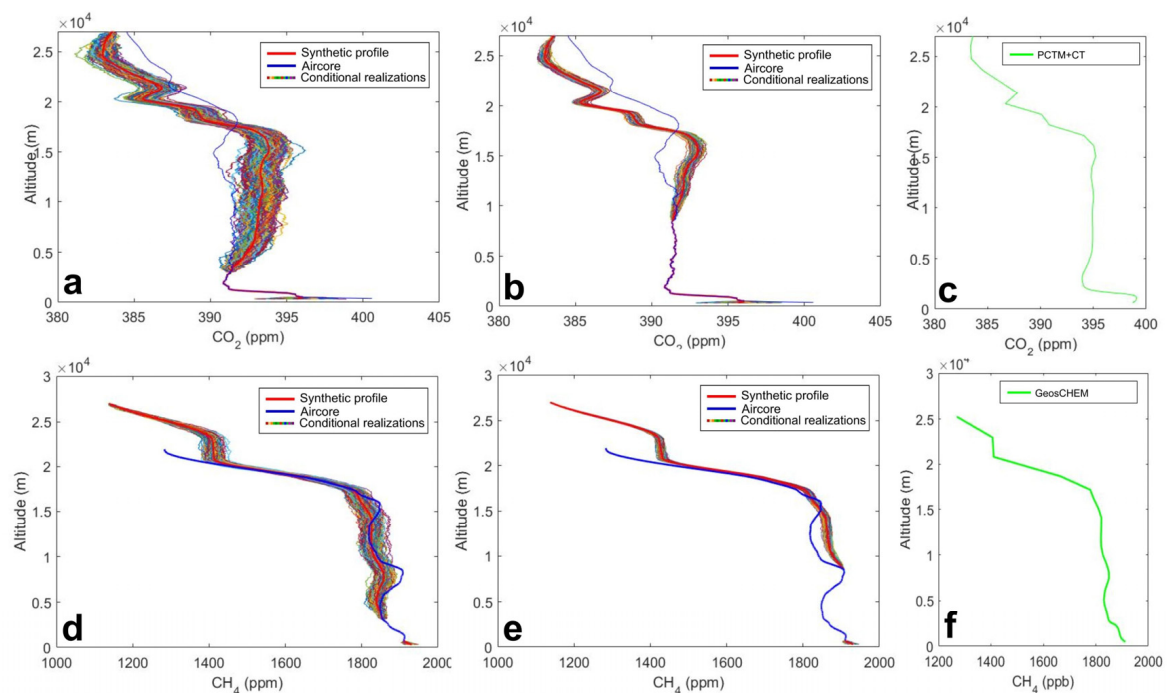 ×10⁴
2.5
2
1.5
1
0.5
0
Altitude (m)
Synthetic profile
Aircore
Conditional realizations
a
380 385 390 395 400 405
CO₂ (ppm)
×10⁴
2.5
2
1.5
1
0.5
0
Altitude (m)
Synthetic profile
Aircore
Conditional realizations
b
380 385 392 396 400 405
CO₂ (ppm)
×10⁴
2.5
2
1.5
1
0.5
0
Altitude (m)
PCTM+CT
c
380 385 390 395 400
CO₂ (ppm)
×10⁴
3
2.5
2
1.5
1
0.5
0
Altitude (m)
Synthetic profile
Aircore
Conditional realizations
d
1000 1200 1400 1600 1800 2000
CH₄ (ppm)
×10⁴
3
2.5
2
1.5
1
0.5
0
Altitude (m)
Synthetic profile
Aircore
Conditional realizations
e
1000 1200 1400 1600 1800 2000
CH₄ (ppm)
3
2.5
2
1.5
1
0.5
0
Altitude (m)
GeosCHEM
f
1200 1400 1600 1800 2000
CH₄ (ppb)